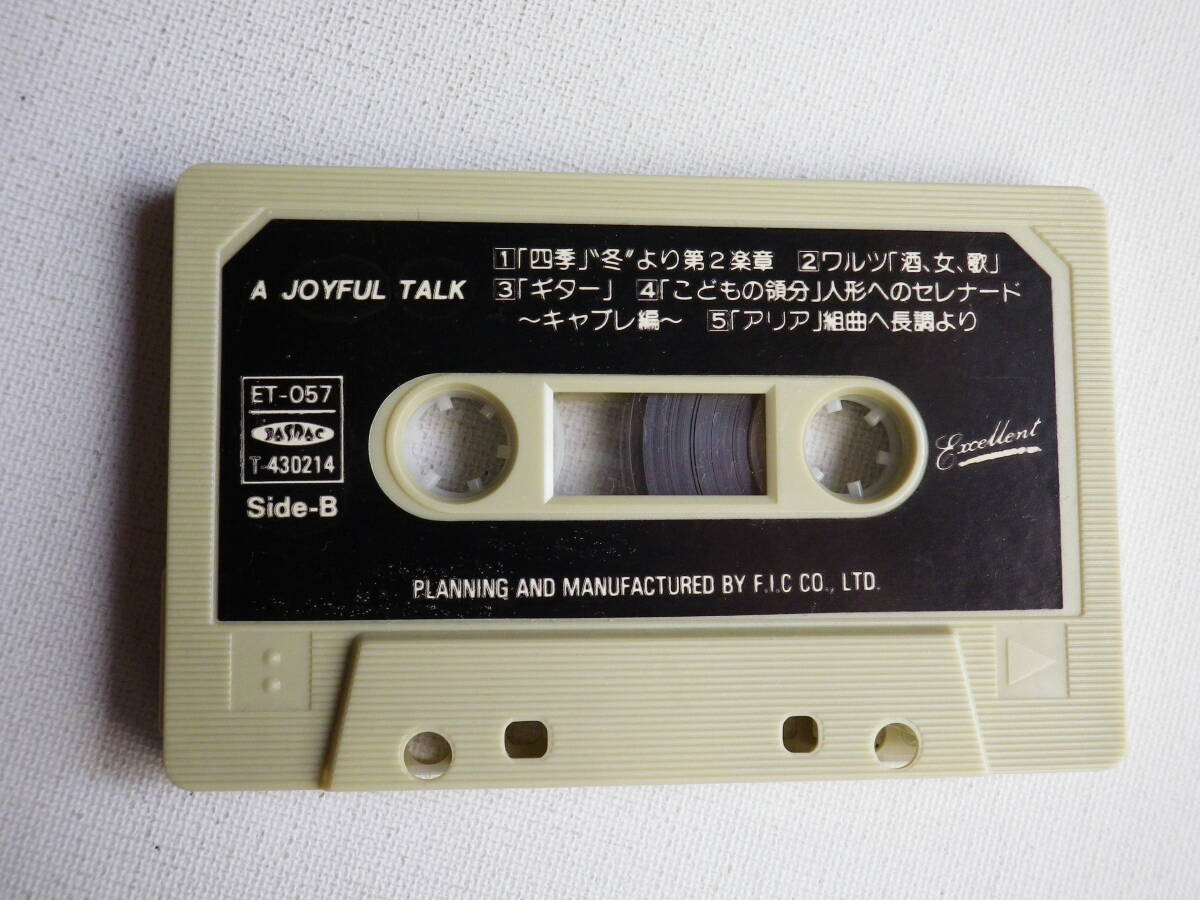 A JOYFUL TALK
1「四季」“冬”より第2楽章 2ワルツ「酒、女、歌」
3「ギター」 4「こどもの領分」人形へのセレナード
～キャプレ編～ 5「アリア」組曲ヘ長調より
ET-057
JASRAC
T-430214
Side-B
Excellent
PLANNING AND MANUFACTURED BY F.I.C CO., LTD.